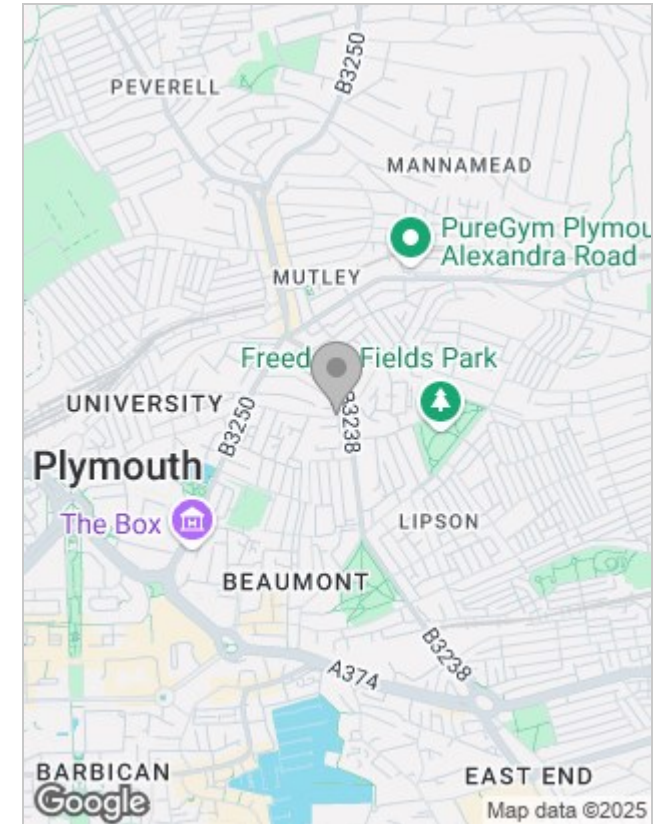 B3250
PEVERELL
MANNAMEAD
PureGym Plymou
Alexandra Road
MUTLEY
Freed Fields Park
UNIVERSITY
B3250
B3238
Plymouth
The Box
LIPSON
BEAUMONT
B3238
A374
BARBICAN
EAST END
Google
Map data ©2025